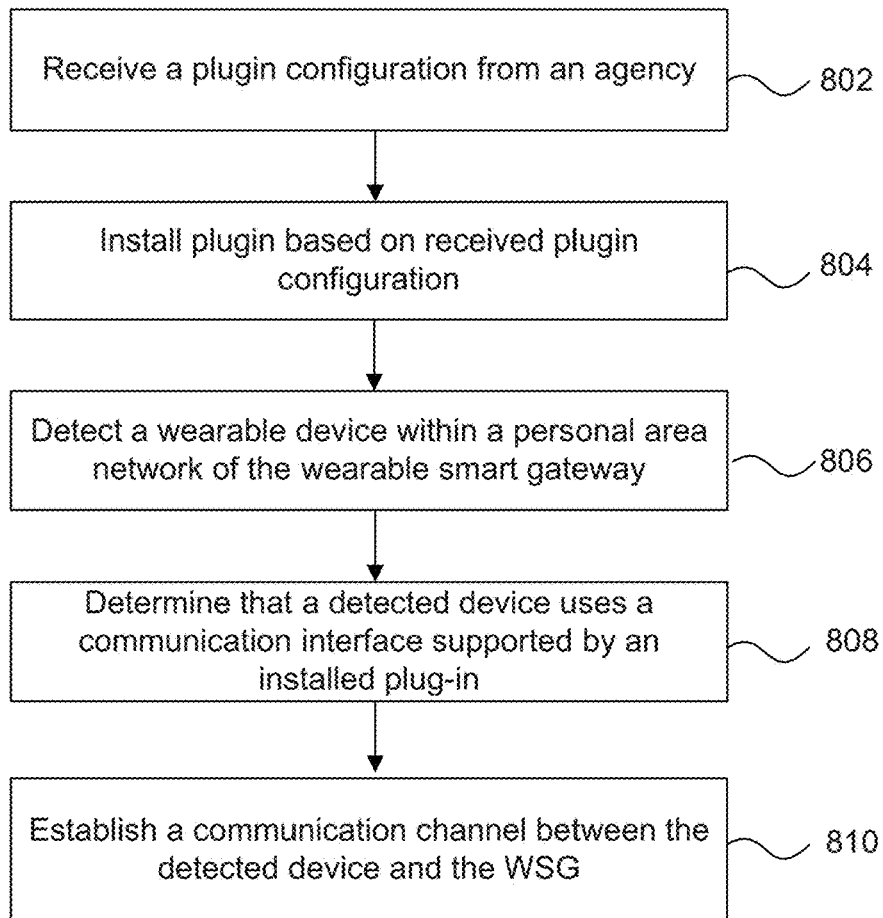 Receive a plugin configuration from an agency
802
Install plugin based on received plugin
configuration
804
Detect a wearable device within a personal area
network of the wearable smart gateway
806
Determine that a detected device uses a
communication interface supported by an
installed plug-in
808
Establish a communication channel between the
detected device and the WSG
810